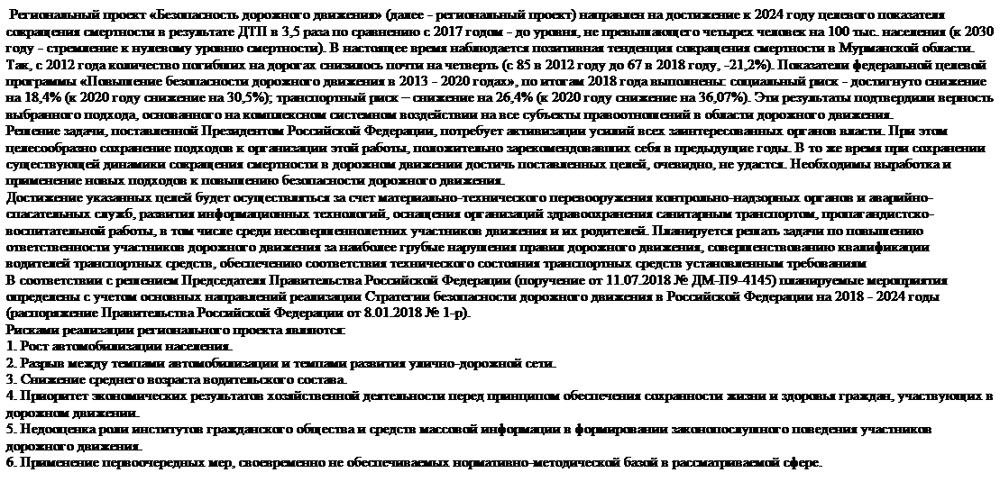 Региональный проект «Безопасность дорожного движения» (далее - региональный проект) направлен на достижение к 2024 году целевого показателя
сокращения смертности в результате ДТП в 3,5 раза по сравнению с 2017 годом - до уровня, не превышающего четырех человек на 100 тыс. населения (к 2030
году - стремление к нулевому уровню смертности). В настоящее время наблюдается позитивная тенденция сокращения смертности в Мурманской области.
Так, с 2012 года количество погибших на дорогах снизилось почти на четверть (с 85 в 2012 году до 67 в 2018 году, -21,2%). Показатели федеральной целевой
программы «Повышение безопасности дорожного движения в 2013 - 2020 годах», по итогам 2018 года выполнены: социальный риск - достигнуто снижение
на 18,4% (к 2020 году снижение на 30,5%); транспортный риск – снижение на 26,4% (к 2020 году снижение на 36,07%). Эти результаты подтвердили верность
выбранного подхода, основанного на комплексном системном воздействии на все субъекты правоотношений в области дорожного движения.
Решение задачи, поставленной Президентом Российской Федерации, потребует активизации усилий всех заинтересованных органов власти. При этом
целесообразно сохранение подходов к организации этой работы, положительно зарекомендовавших себя в предыдущие годы. В то же время при сохранении
существующей динамики сокращения смертности в дорожном движении достичь поставленных целей, очевидно, не удастся. Необходимы выработка и
применение новых подходов к повышению безопасности дорожного движения.
Достижение указанных целей будет осуществляться за счет материально-технического перевооружения контрольно-надзорных органов и аварийно-
спасательных служб, развития информационных технологий, оснащения организаций здравоохранения санитарным транспортом, пропагандистско-
воспитательной работы, в том числе среди несовершеннолетних участников движения и их родителей. Планируется решать задачи по повышению
ответственности участников дорожного движения за наиболее грубые нарушения правил дорожного движения, совершенствованию квалификации
водителей транспортных средств, обеспечению соответствия технического состояния транспортных средств установленным требованиям
В соответствии с решением Председателя Правительства Российской Федерации (поручение от 11.07.2018 № ДМ-П9-4145) планируемые мероприятия
определены с учетом основных направлений реализации Стратегии безопасности дорожного движения в Российской Федерации на 2018 - 2024 годы
(распоряжение Правительства Российской Федерации от 8.01.2018 № 1-р).
Рисками реализации регионального проекта являются:
1. Рост автомобилизации населения.
2. Разрыв между темпами автомобилизации и темпами развития улично-дорожной сети.
3. Снижение среднего возраста водительского состава.
4. Приоритет экономических результатов хозяйственной деятельности перед принципом обеспечения сохранности жизни и здоровья граждан, участвующих в
дорожном движении.
5. Недооценка роли институтов гражданского общества и средств массовой информации в формировании законопослушного поведения участников
дорожного движения.
6. Применение первоочередных мер, своевременно не обеспечиваемых нормативно-методической базой в рассматриваемой сфере.